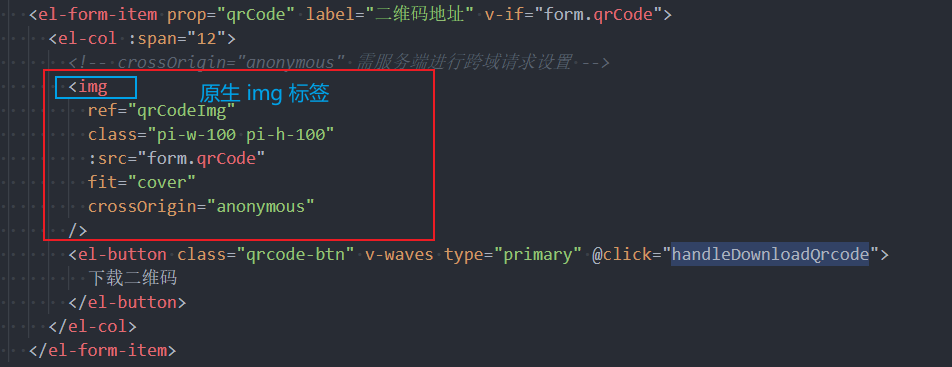 <el-form-item prop="qrCode" label="二维码地址" v-if="form.qrCode">
<el-col :span="12">
<!-- crossOrigin="anonymous" 需服务端进行跨域请求设置 -->
<img 原生 img 标签
ref="qrCodeImg"
class="pi-w-100 pi-h-100"
:src="form.qrCode"
fit="cover"
crossOrigin="anonymous"
/>
<el-button class="qrcode-btn" v-waves type="primary" @click="handleDownloadQrcode">
下载二维码
</el-button>
</el-col>
</el-form-item>